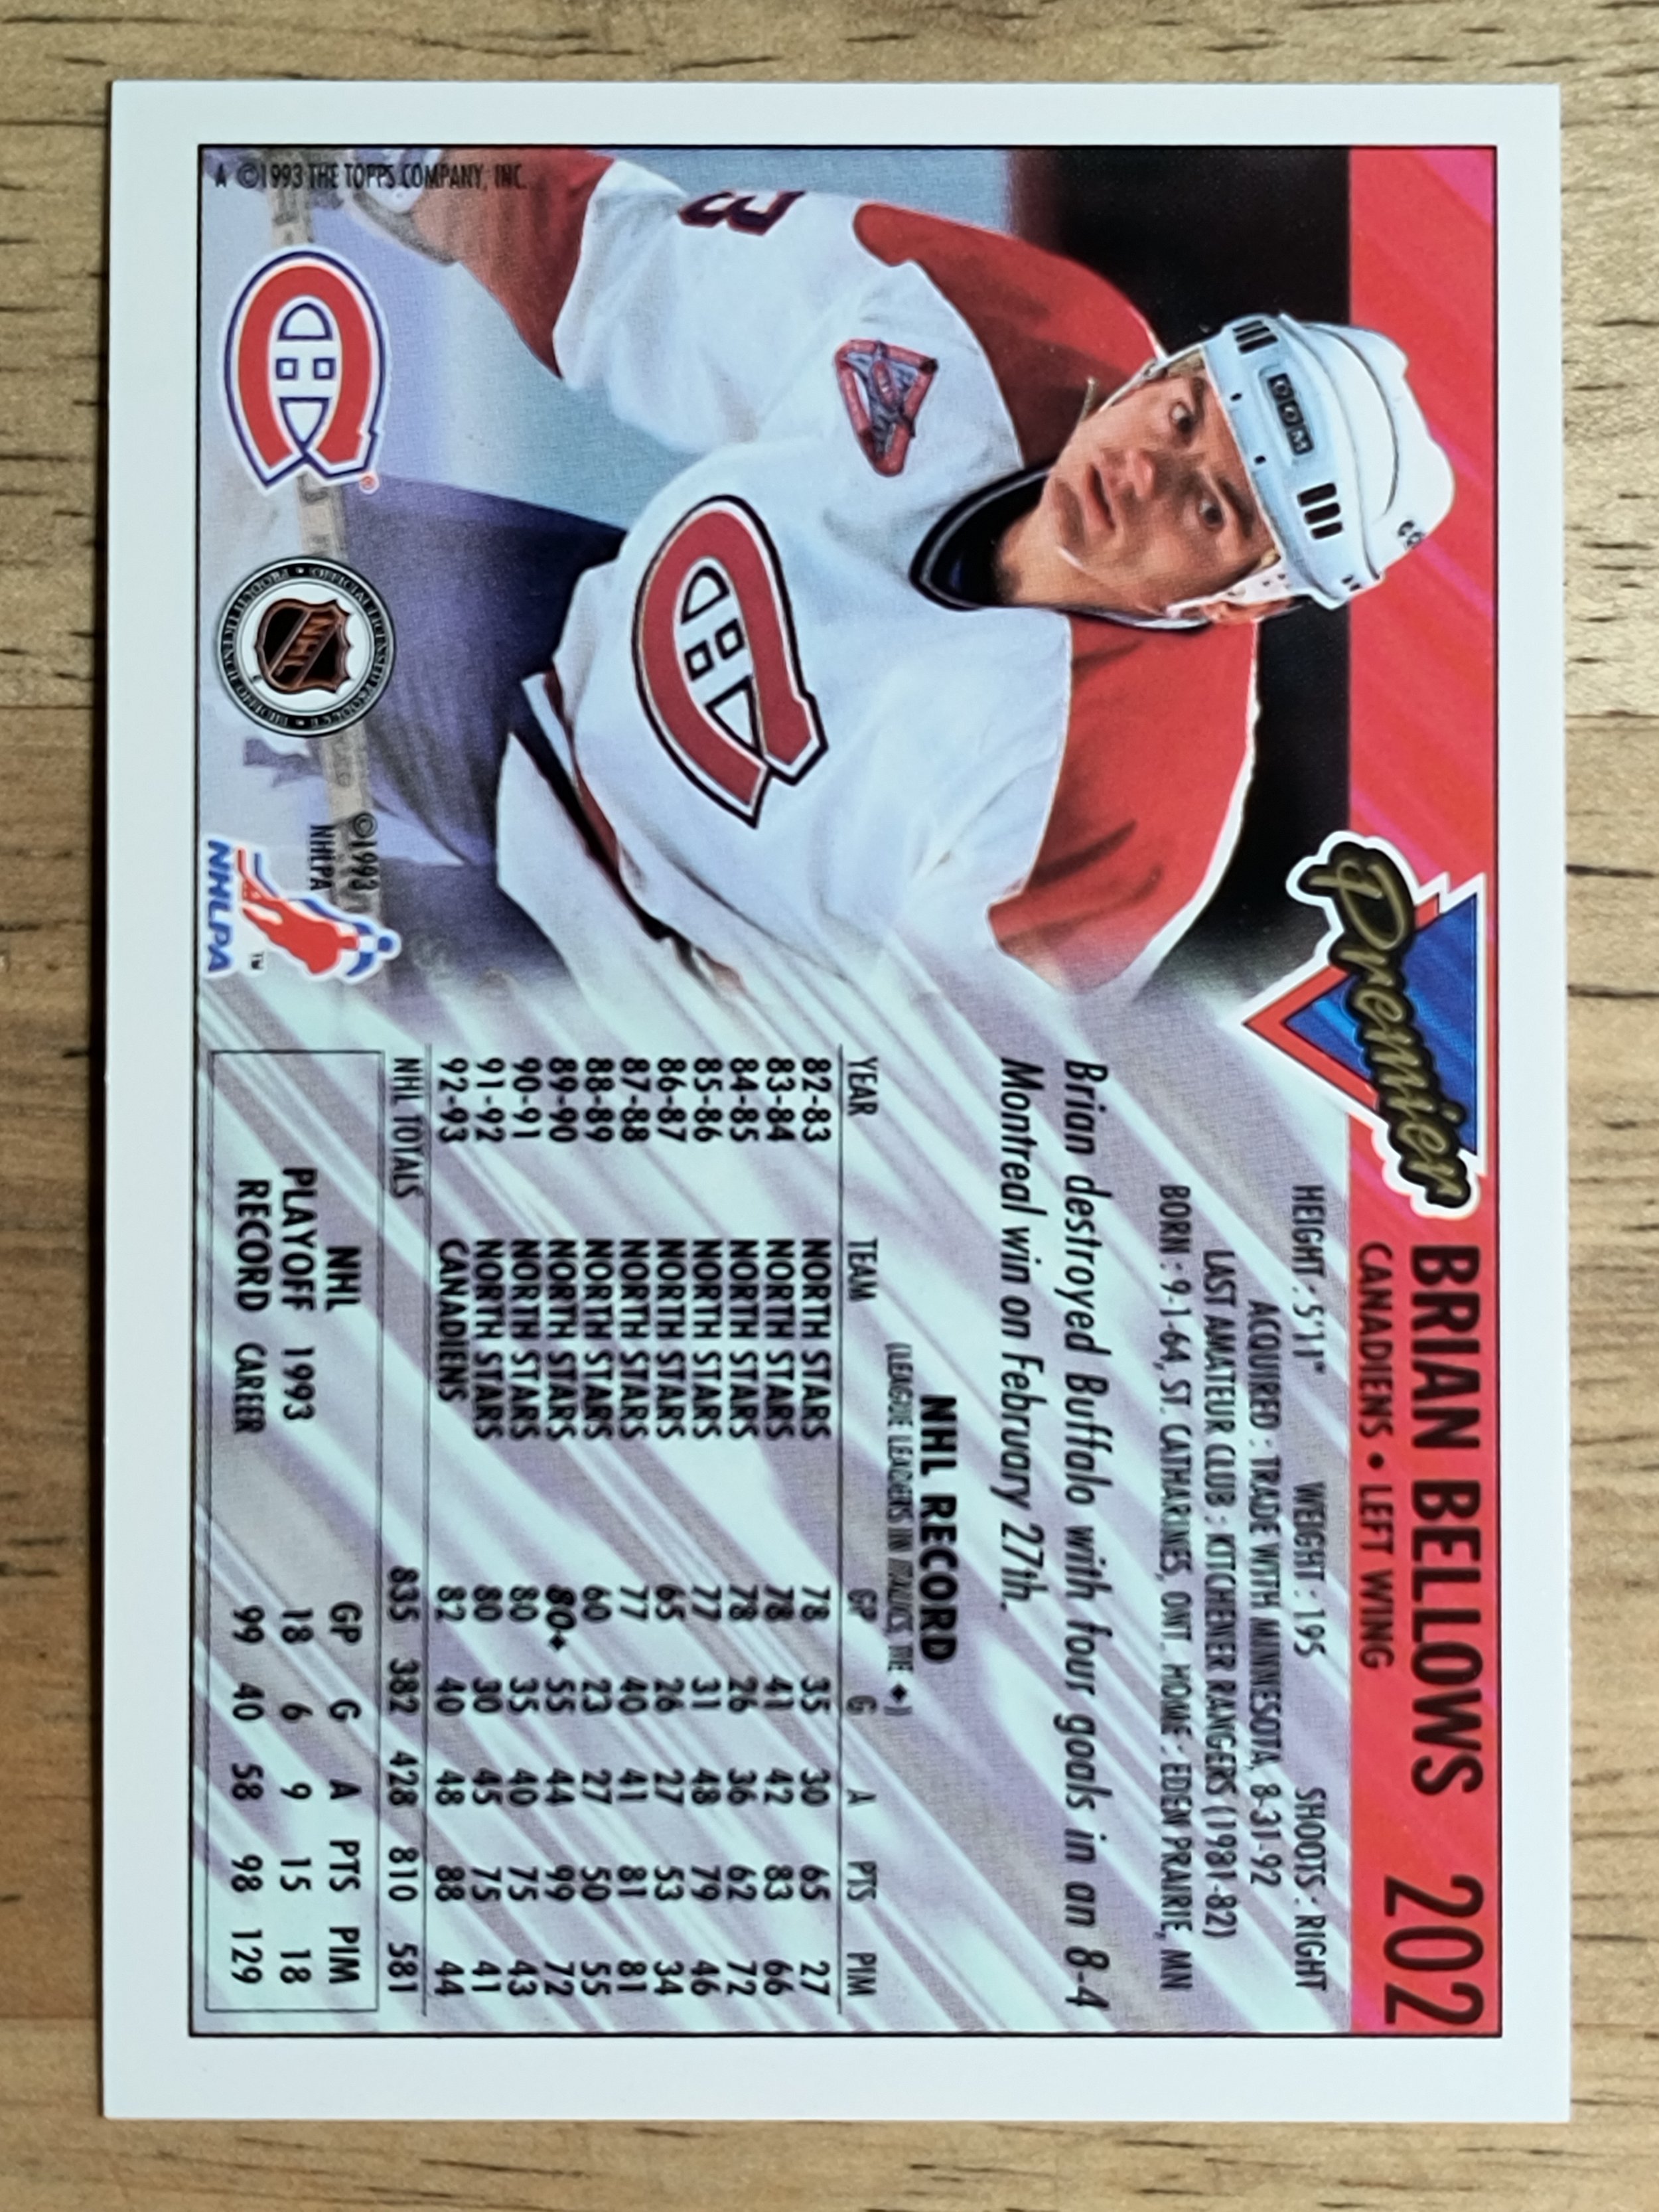 Premier
BRIAN BELLOWS 202
CANADIENS • LEFT WING
HEIGHT: 5'11" WEIGHT: 195 SHOOTS: RIGHT
ACQUIRED: TRADE WITH MINNESOTA, 8-31-92
LAST AMATEUR CLUB: KITCHENER RANGERS (1981-82)
BORN: 9-1-64, ST. CATHARINES, ONT. HOME: EDEN PRAIRIE, MN
Brian destroyed Buffalo with four goals in an 8-4
Montreal win on February 27th.
NHL RECORD
(LEAGUE LEADERS IN ITALICS, TIE ♦)
YEAR TEAM GP G A PTS PIM
82-83 NORTH STARS 78 35 30 65 27
83-84 NORTH STARS 78 41 42 83 66
84-85 NORTH STARS 78 26 36 62 72
85-86 NORTH STARS 77 31 48 79 46
86-87 NORTH STARS 65 26 27 53 34
87-88 NORTH STARS 77 40 41 81 81
88-89 NORTH STARS 60 23 27 50 55
89-90 NORTH STARS 80♦ 55 44 99 72
90-91 NORTH STARS 80 35 40 75 43
91-92 NORTH STARS 80 30 45 75 41
92-93 CANADIENS 82 40 48 88 44
NHL TOTALS 835 382 428 810 581
NHL GP G A PTS PIM
PLAYOFF 1993 18 6 9 15 18
RECORD CAREER 99 40 58 98 129
CCM
3
©1993
NHLPA
NHLPA™
NHL
OFFICIAL LICENSED PRODUCT
A ©1993 THE TOPPS COMPANY, INC.